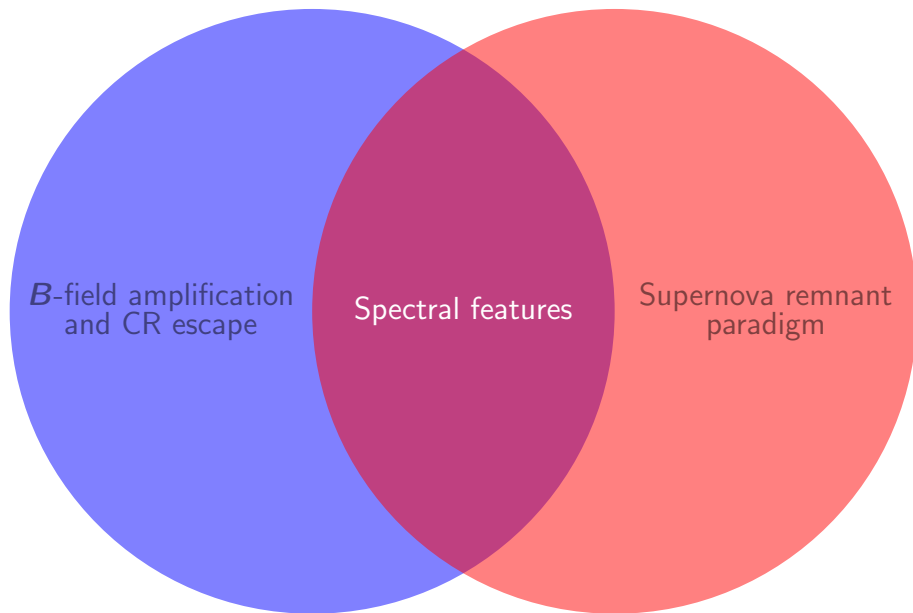 B-field amplification
and CR escape
Spectral features
Supernova remnant
paradigm